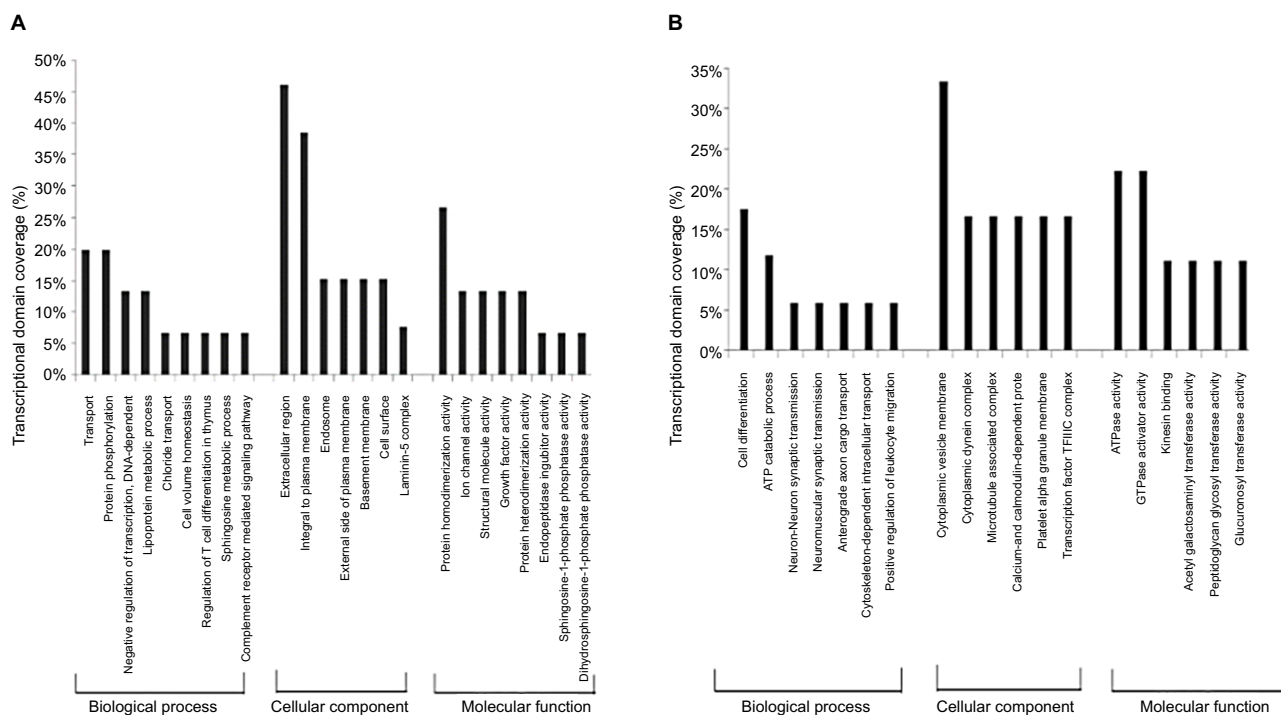 A
Transcriptional domain coverage (%)
50%
45%
40%
35%
30%
25%
20%
15%
10%
5%
0%
Transport
Protein phosphorylation
Negative regulation of transcription, DNA-dependent
Lipoprotein metabolic process
Chloride transport
Cell volume homeostasis
Regulation of T cell differentiation in thymus
Sphingosine metabolic process
Complement receptor mediated signaling pathway
Extracellular region
Integral to plasma membrane
Endosome
External side of plasma membrane
Basement membrane
Cell surface
Laminin-5 complex
Protein homodimerization activity
Ion channel activity
Structural molecule activity
Growth factor activity
Protein heterodimerization activity
Endopeptidase ingubitor activity
Sphingosine-1-phosphate phosphatase activity
Dihydrosphingosine-1-phosphate phosphatase activity
Biological process
Cellular component
Molecular function
B
Transcriptional domain coverage (%)
35%
30%
25%
20%
15%
10%
5%
0%
Cell differentiation
ATP catabolic process
Neuron-Neuron synaptic transmission
Neuromuscular synaptic transmission
Anterograde axon cargo transport
Cytoskeleton-dependent intracellular transport
Positive regulation of leukocyte migration
Cytoplasmic vesicle membrane
Cytoplasmic dynein complex
Microtubule associated complex
Calcium-and calmodulin-dependent prote
Platelet alpha granule membrane
Transcription factor TFIIIC complex
ATPase activity
GTPase activator activity
Kinesin binding
Acetyl galactosaminyl transferase activity
Peptidoglycan glycosyl transferase activity
Glucuronosyl transferase activity
Biological process
Cellular component
Molecular function